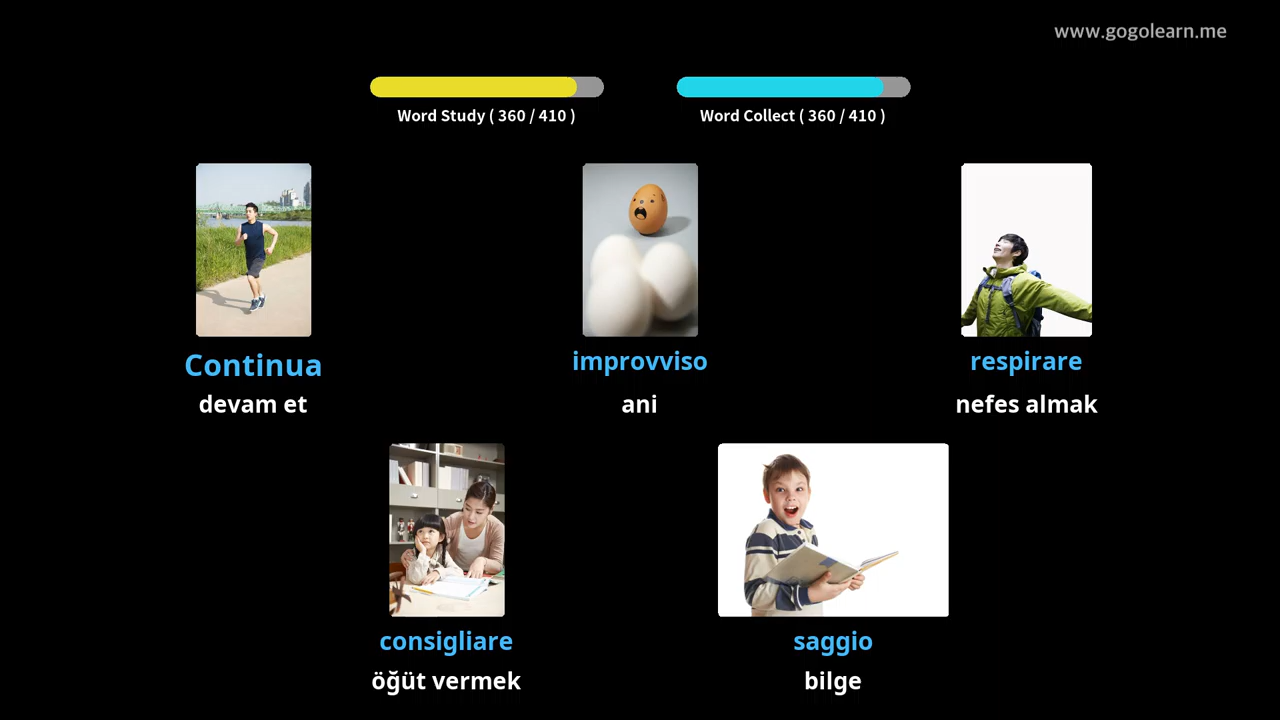 www.gogolearn.me
Word Study ( 360 / 410 )
Word Collect ( 360 / 410 )
Continua
devam et
improvviso
ani
respirare
nefes almak
consigliare
öğüt vermek
saggio
bilge